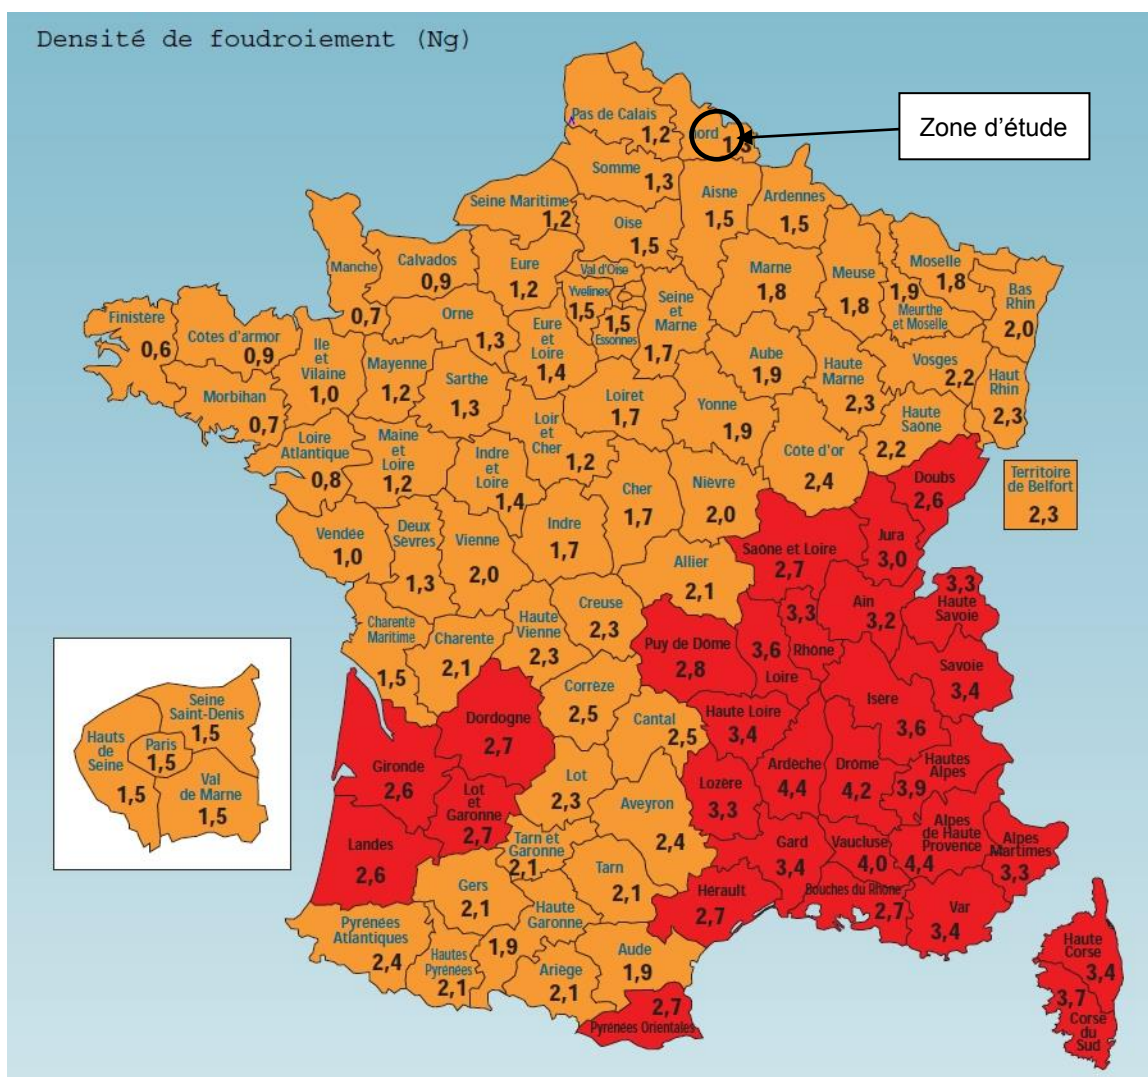 Densité de foudroiement (Ng)
Zone d'étude
Pas de Calais
1,2
nord
1,3
Somme
1,3
Seine Maritime
1,2
Oise
1,5
Aisne
1,5
Ardennes
1,5
Manche
0,7
Calvados
0,9
Eure
1,2
Val d'Oise
Yvelines
1,5
1,5
Essonnes
Seine
et
Marne
1,7
Marne
1,8
Meuse
1,8
Moselle
1,8
1,9
Meurthe
et Moselle
Bas
Rhin
2,0
Finistère
0,6
Côtes d'armor
0,9
Ile
et
Vilaine
1,0
Orne
1,3
Eure
et
Loire
1,4
Aube
1,9
Haute
Marne
2,3
Vosges
2,2
Haut
Rhin
2,3
Morbihan
0,7
Mayenne
1,2
Sarthe
1,3
Loiret
1,7
Yonne
1,9
Haute
Saône
2,2
Loire
Atlantique
0,8
Maine
et
Loire
1,2
Indre
et
Loire
1,4
Loir
et
Cher
1,2
Cher
1,7
Nièvre
2,0
Côte d'or
2,4
Doubs
2,6
Territoire
de Belfort
2,3
Vendée
1,0
Deux
Sevres
1,3
Vienne
2,0
Indre
1,7
Allier
2,1
Saône et Loire
2,7
Jura
3,0
Charente
Maritime
1,5
Charente
2,1
Haute
Vienne
2,3
Creuse
2,3
Puy de Dôme
2,8
3,6
Loire
3,3
Rhône
Ain
3,2
3,3
Haute
Savoie
Savoie
3,4
Seine
Saint-Denis
1,5
Hauts
de
Seine
1,5
Paris
1,5
Val
de Marne
1,5
Gironde
2,6
Dordogne
2,7
Corrèze
2,5
Cantal
2,5
Haute Loire
3,4
Isère
3,6
Landes
2,6
Lot
et
Garonne
2,7
Lot
2,3
Aveyron
2,4
Lozère
3,3
Ardèche
4,4
Drôme
4,2
Hautes
Alpes
3,9
Tarn et
Garonne
2,1
Tarn
2,1
Gard
3,4
Vaucluse
4,0
Alpes
de Haute
Provence
4,4
Alpes
Martimes
3,3
Gers
2,1
Haute
Garonne
1,9
Hérault
2,7
Bouches du Rhône
2,7
Var
3,4
Pyrénées
Atlantiques
2,4
Hautes
Pyrénées
2,1
Ariège
2,1
Aude
1,9
2,7
Pyrénées Orientales
Haute
Corse
3,4
3,7
Corse
du
Sud